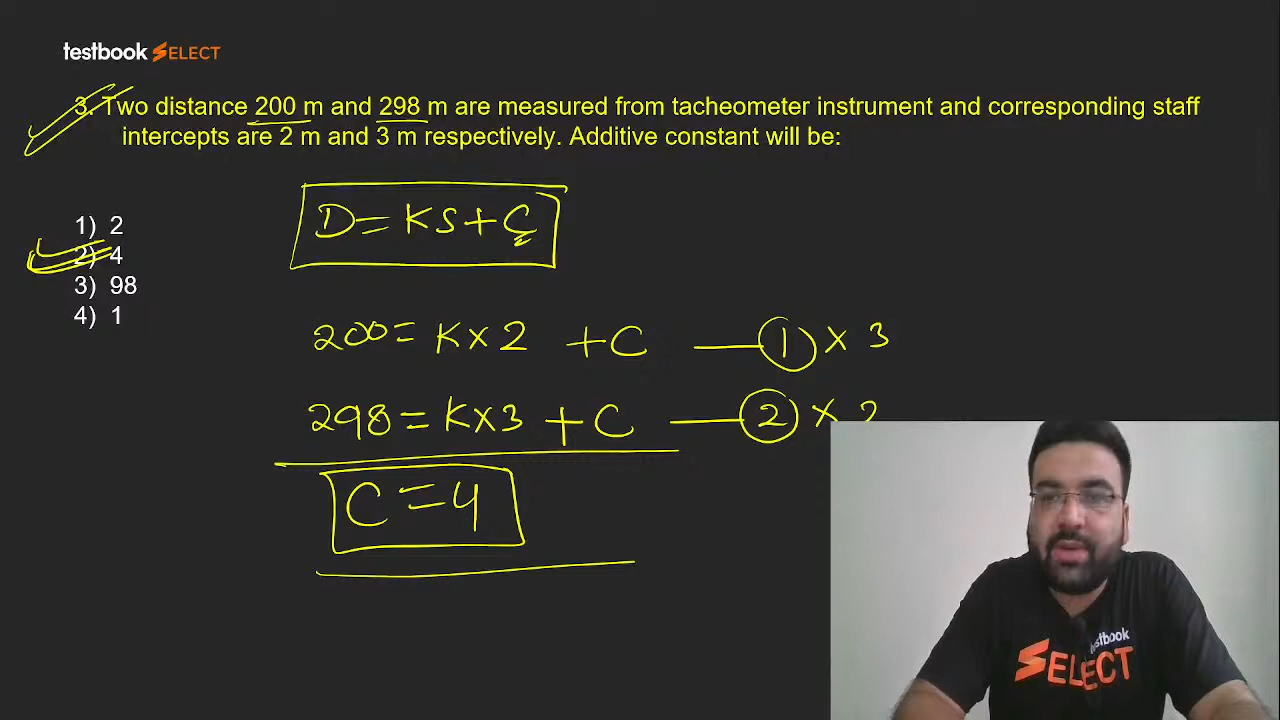 testbook SELECT
3. Two distance 200 m and 298 m are measured from tacheometer instrument and corresponding staff
intercepts are 2 m and 3 m respectively. Additive constant will be:
D = KS + C
1) 2
2) 4
3) 98
4) 1
200 = K × 2 + C — 1 × 3
298 = K × 3 + C — 2 ×
C = 4
testbook
SELECT